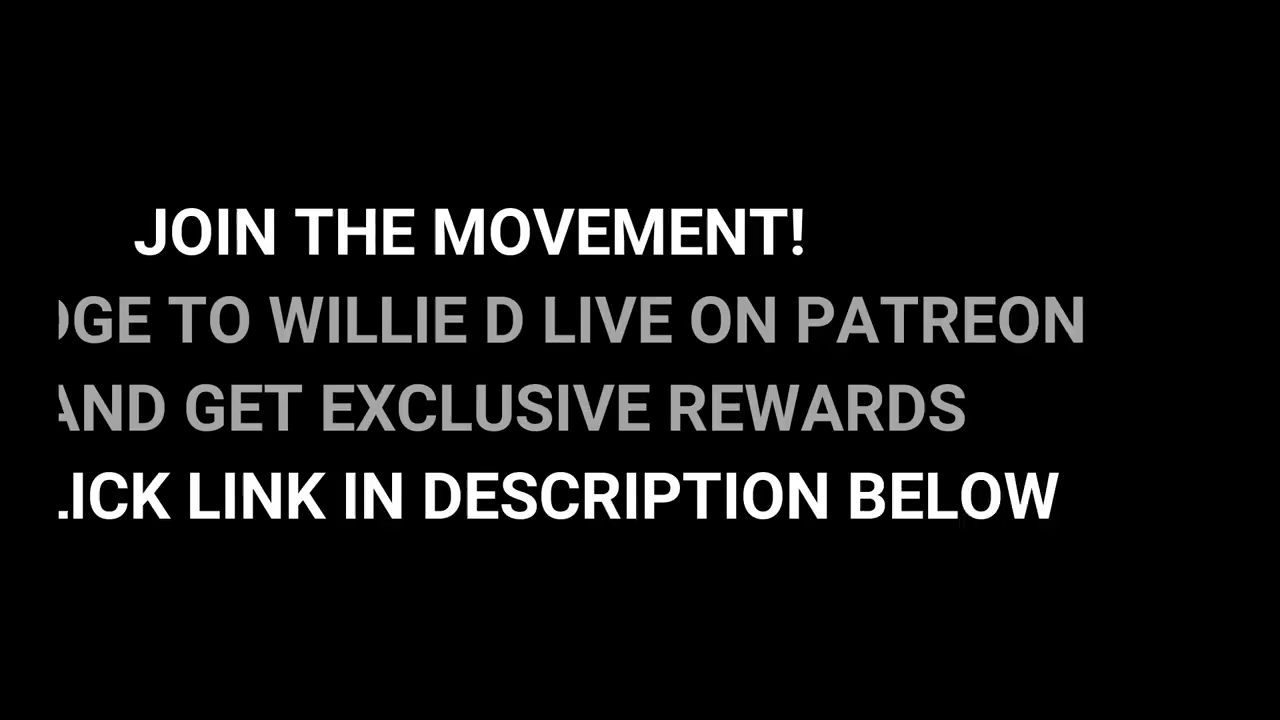 JOIN THE MOVEMENT!
TO WILLIE D LIVE ON PATREON
AND GET EXCLUSIVE REWARDS
LINK IN DESCRIPTION BELOW